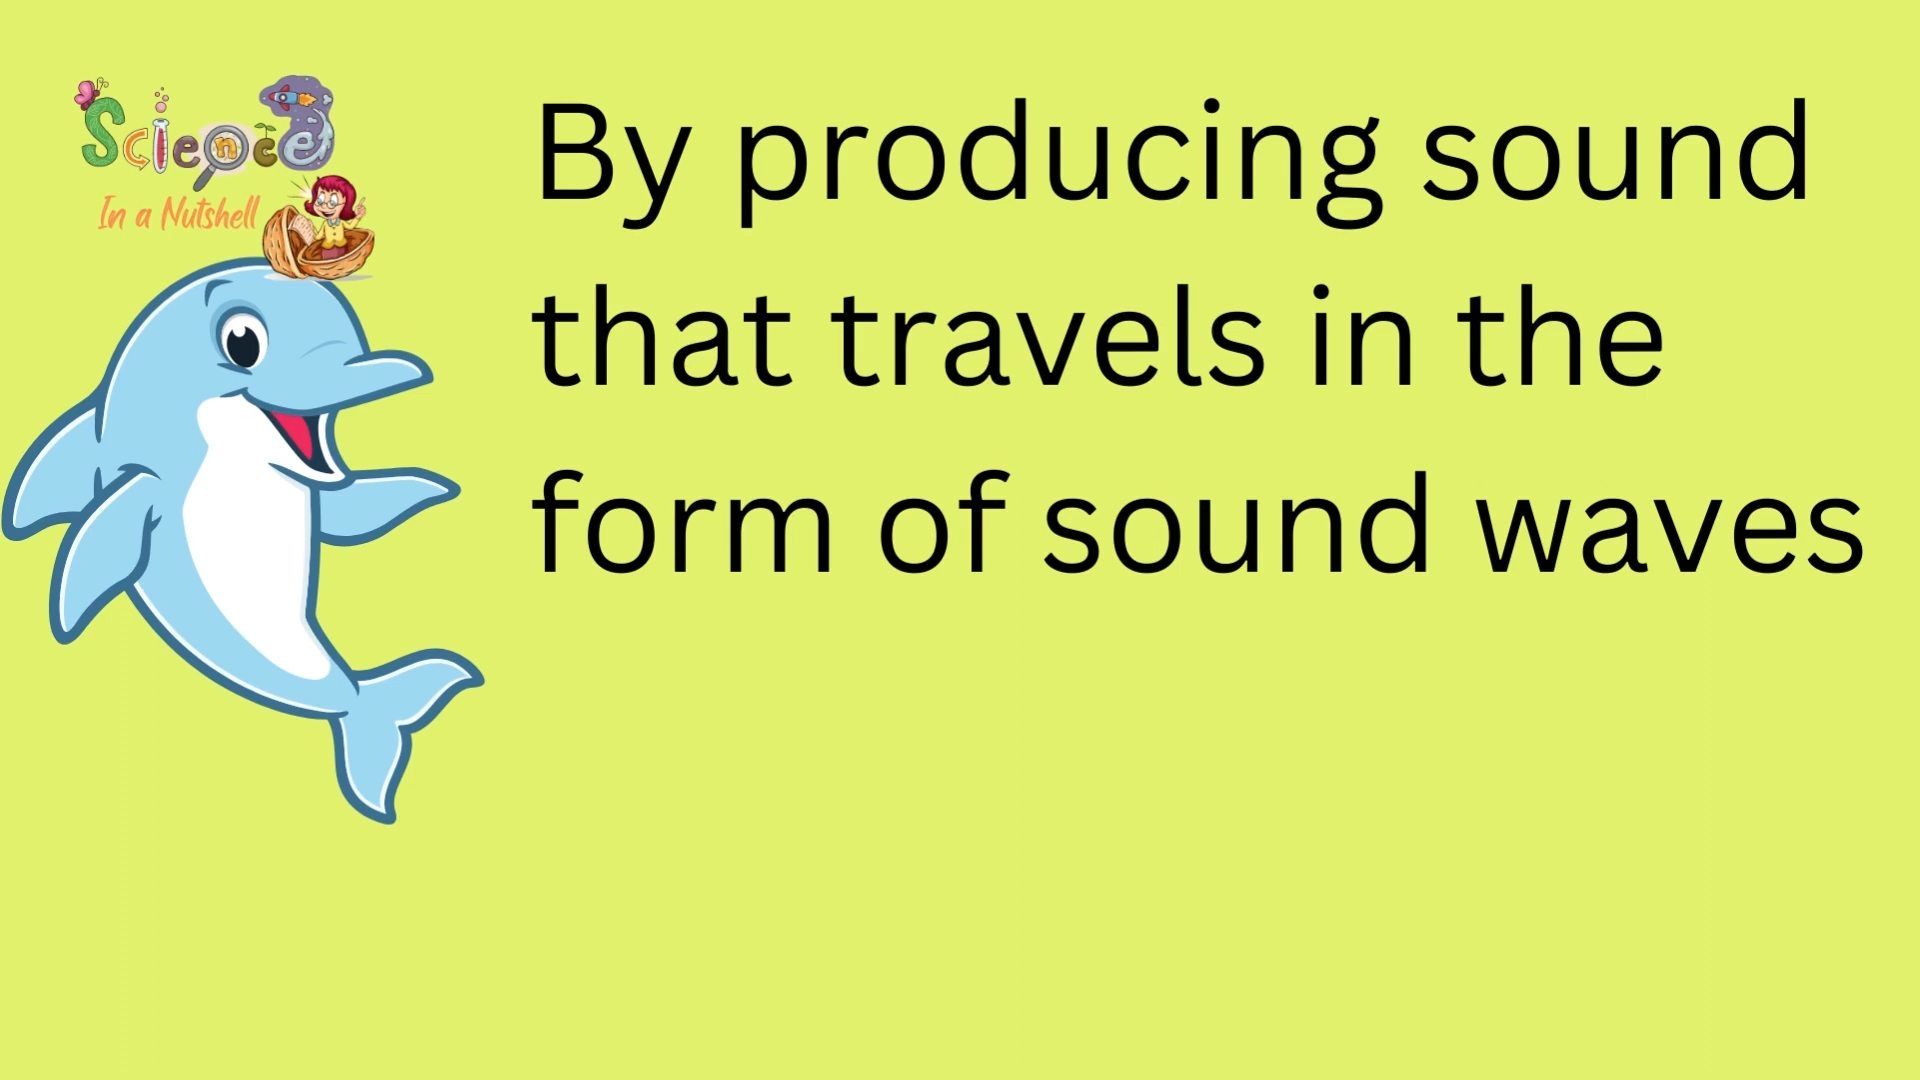 Science
In a Nutshell
By producing sound
that travels in the
form of sound waves